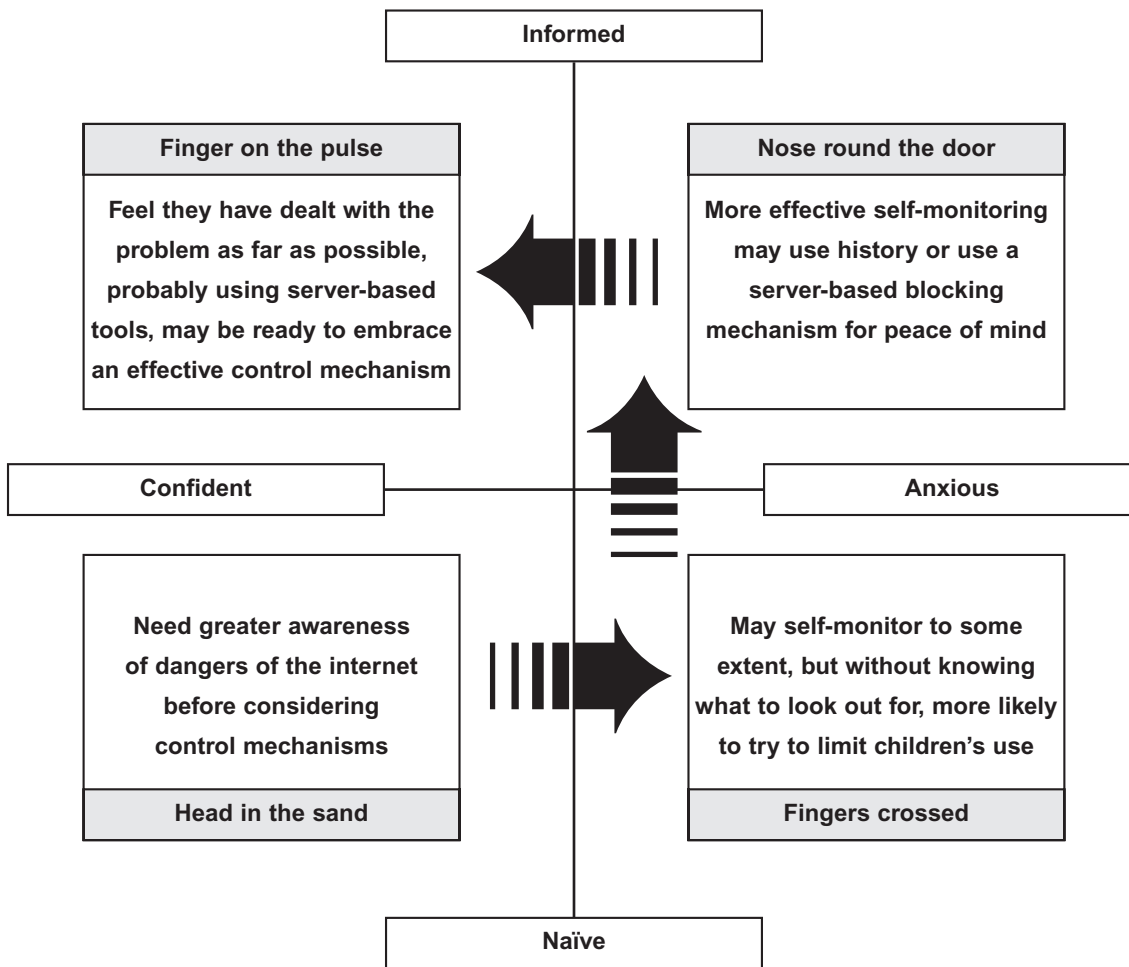 Informed
Finger on the pulse
Feel they have dealt with the
problem as far as possible,
probably using server-based
tools, may be ready to embrace
an effective control mechanism
Nose round the door
More effective self-monitoring
may use history or use a
server-based blocking
mechanism for peace of mind
Confident
Anxious
Need greater awareness
of dangers of the internet
before considering
control mechanisms
Head in the sand
May self-monitor to some
extent, but without knowing
what to look out for, more likely
to try to limit children’s use
Fingers crossed
Naïve